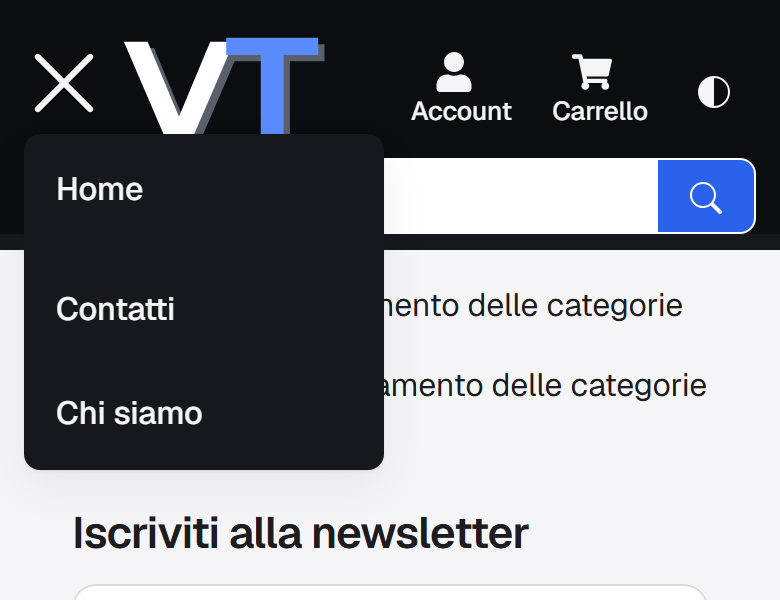 VT
Account
Carrello
Home
Contatti
mento delle categorie
amento delle categorie
Chi siamo
Iscriviti alla newsletter